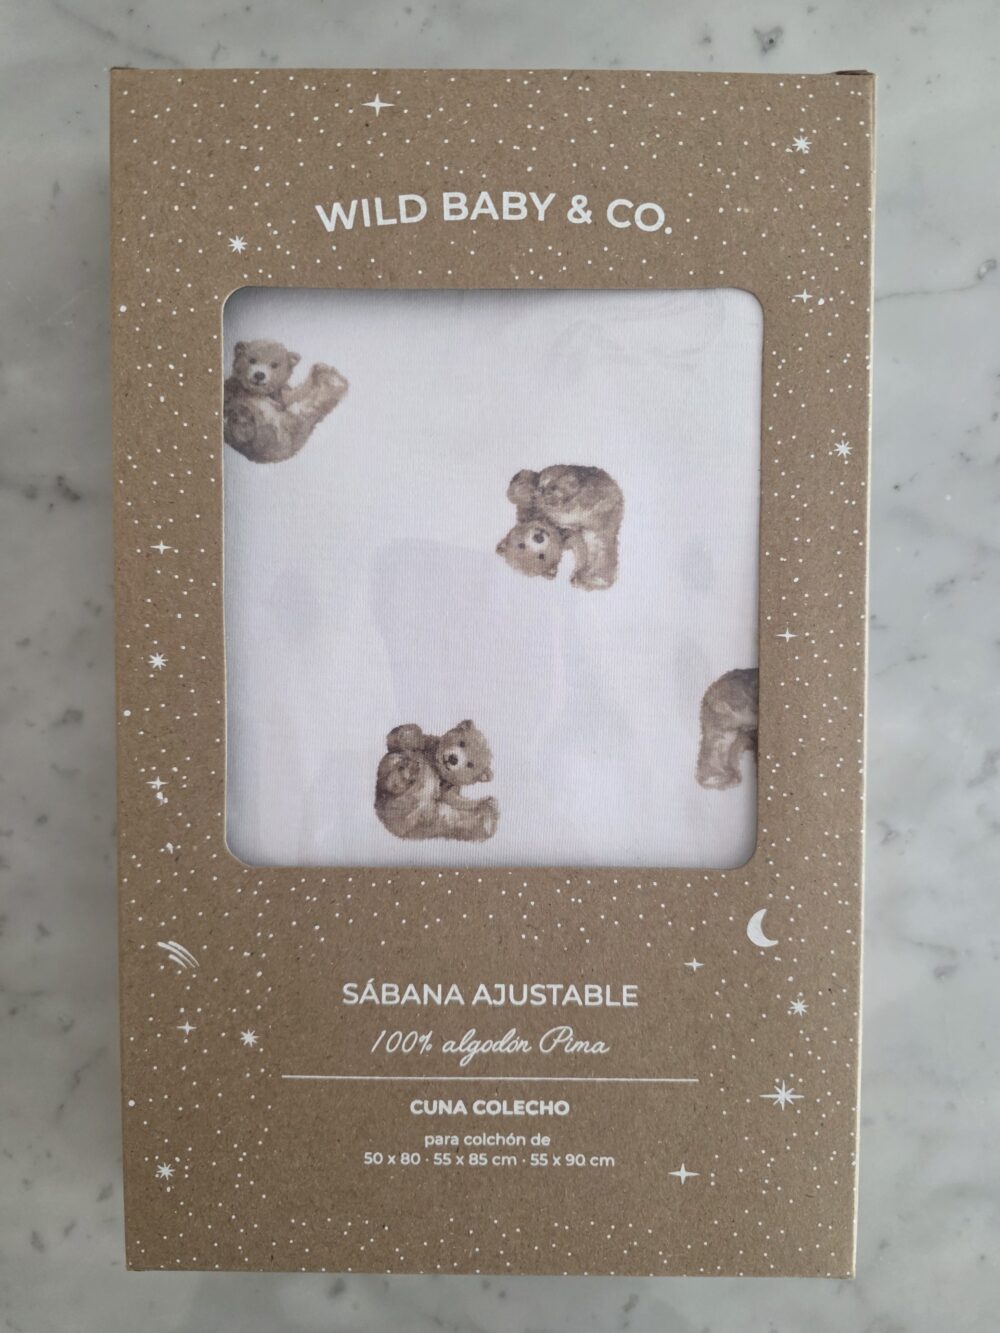 WILD BABY & CO.
SÁBANA AJUSTABLE
100% algodón Pima
CUNA COLECHO
para colchón de
50 x 80 · 55 x 85 cm · 55 x 90 cm